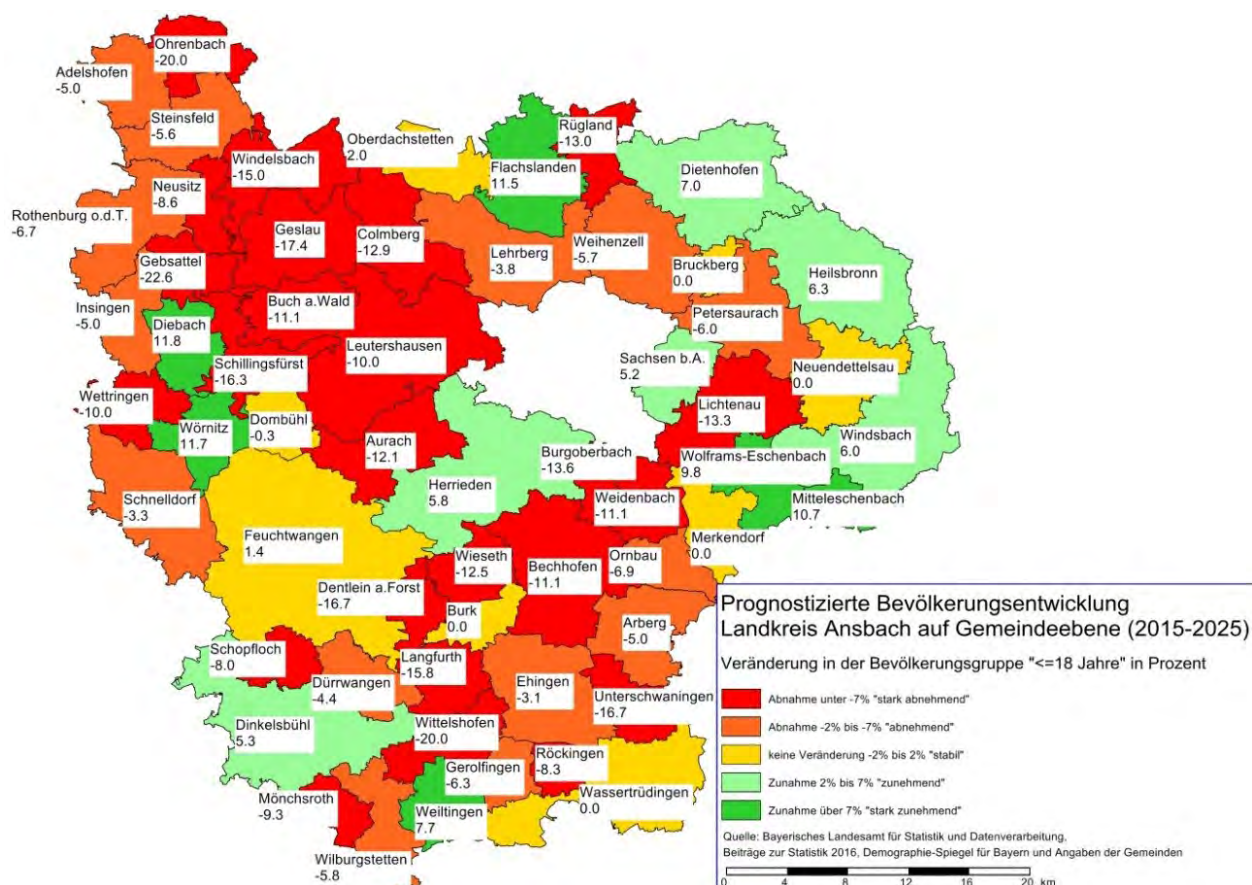 Ohrenbach
-20.0
Adelshofen
-5.0
Steinsfeld
-5.6
Rügland
-13.0
Oberdachstetten
2.0
Windelsbach
-15.0
Flachslanden
11.5
Dietenhofen
7.0
Neusitz
-8.6
Rothenburg o.d.T.
-6.7
Geslau
-17.4
Colmberg
-12.9
Weihenzell
-5.7
Lehrberg
-3.8
Gebsattel
-22.6
Bruckberg
0.0
Heilsbronn
6.3
Buch a.Wald
-11.1
Insingen
-5.0
Petersaurach
-6.0
Diebach
11.8
Leutershausen
-10.0
Sachsen b.A.
5.2
Schillingsfürst
-16.3
Neuendettelsau
0.0
Wettringen
-10.0
Lichtenau
-13.3
Dombühl
-0.3
Wörnitz
11.7
Windsbach
6.0
Aurach
-12.1
Burgoberbach
-13.6
Wolframs-Eschenbach
9.8
Herrieden
5.8
Schnelldorf
-3.3
Weidenbach
-11.1
Mitteleschenbach
10.7
Feuchtwangen
1.4
Merkendorf
0.0
Wieseth
-12.5
Bechhofen
-11.1
Ornbau
-6.9
Dentlein a.Forst
-16.7
Burk
0.0
Arberg
-5.0
Schopfloch
-8.0
Langfurth
-15.8
Dürrwangen
-4.4
Ehingen
-3.1
Unterschwaningen
-16.7
Dinkelsbühl
5.3
Wittelshofen
-20.0
Röckingen
-8.3
Gerolfingen
-6.3
Wassertrüdingen
0.0
Mönchsroth
-9.3
Weiltingen
7.7
Wilburgstetten
-5.8
Prognostizierte Bevölkerungsentwicklung
Landkreis Ansbach auf Gemeindeebene (2015-2025)
Veränderung in der Bevölkerungsgruppe "<=18 Jahre" in Prozent
Abnahme unter -7% "stark abnehmend"
Abnahme -2% bis -7% "abnehmend"
keine Veränderung -2% bis 2% "stabil"
Zunahme 2% bis 7% "zunehmend"
Zunahme über 7% "stark zunehmend"
Quelle: Bayerisches Landesamt für Statistik und Datenverarbeitung,
Beiträge zur Statistik 2016, Demographie-Spiegel für Bayern und Angaben der Gemeinden
0 4 8 12 16 20 km